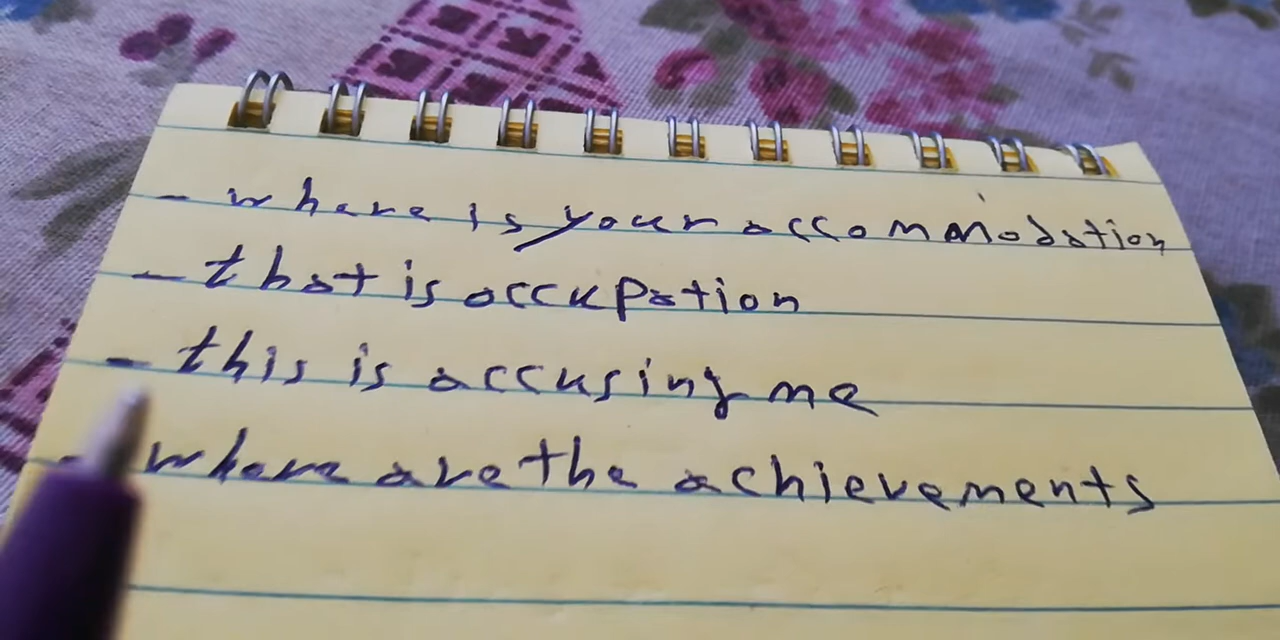 - where is your accommodation
- that is occupation
- this is accusing me
- where are the achievements